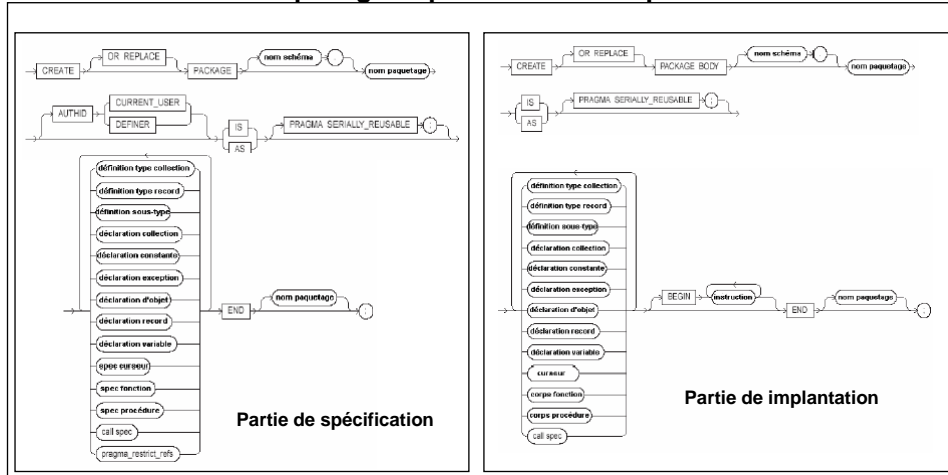 OR REPLACE
nom schéma .
CREATE PACKAGE nom paquetage
CURRENT_USER
AUTHID
DEFINER
IS
AS
PRAGMA SERIALLY_REUSABLE ;
définition type collection
définition type record
définition sous-type
déclaration collection
déclaration constante
déclaration exception
déclaration d'objet
déclaration record
déclaration variable
spec curseur
spec fonction
spec procédure
call spec
pragma_restrict_refs
END nom paquetage ;
Partie de spécification
OR REPLACE
nom schéma .
CREATE PACKAGE BODY nom paquetage
IS
AS
PRAGMA SERIALLY_REUSABLE ;
définition type collection
définition type record
définition sous-type
déclaration collection
déclaration constante
déclaration exception
déclaration d'objet
déclaration record
déclaration variable
curseur
corps fonction
corps procédure
call spec
BEGIN instruction END nom paquetage ;
Partie de implantation